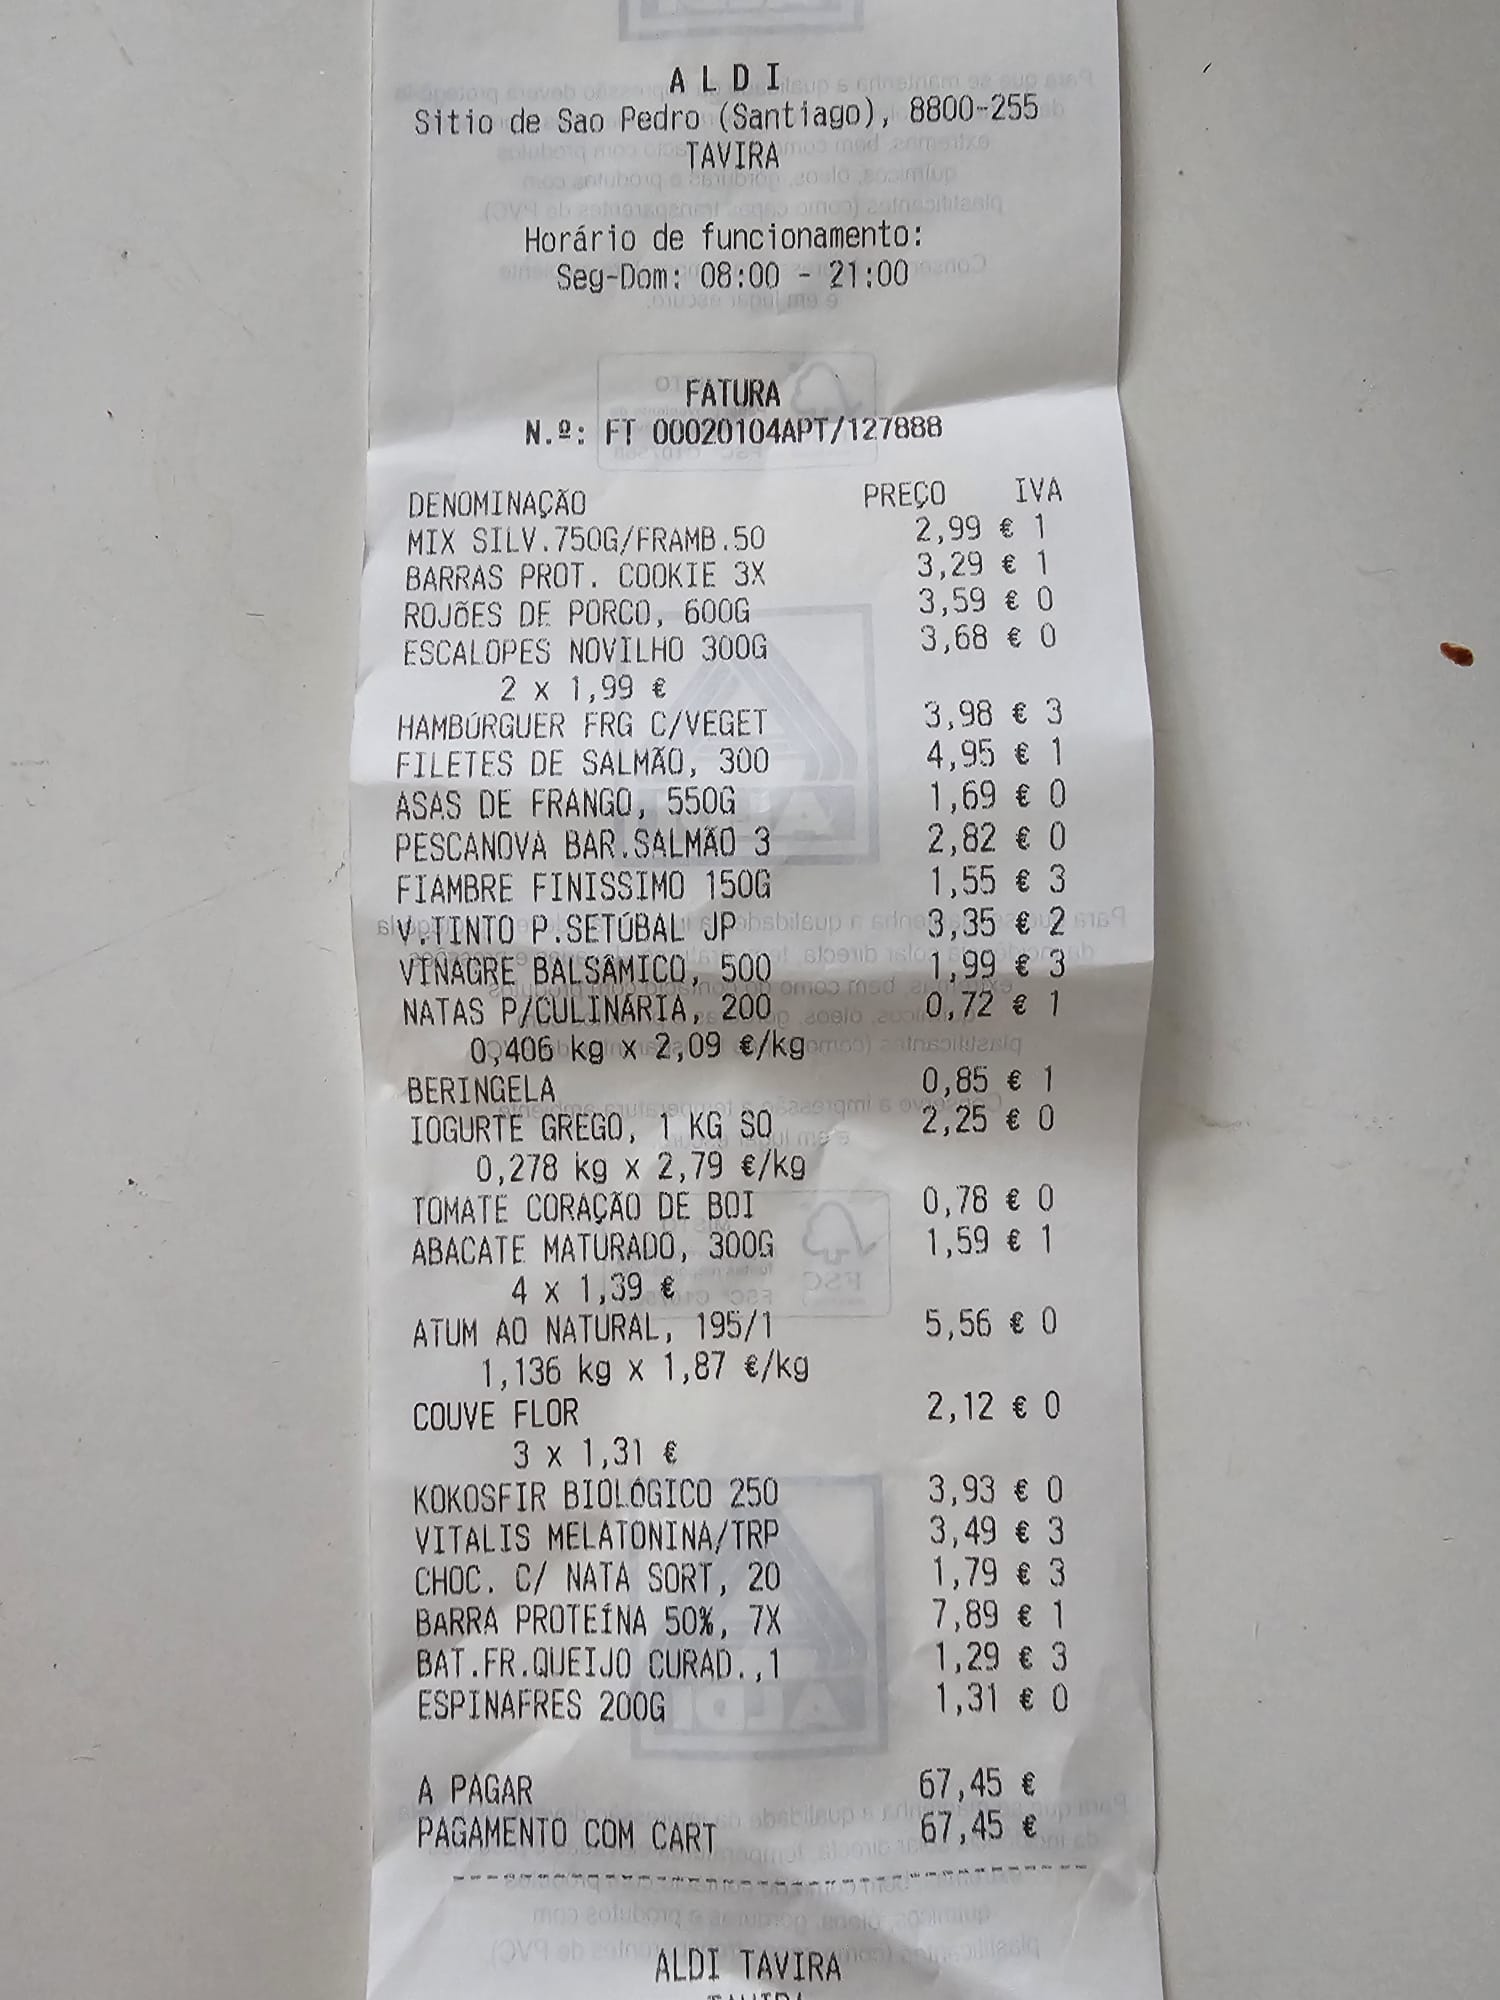 A L D I
Sitio de Sao Pedro (Santiago), 8800-255
TAVIRA
Horário de funcionamento:
Seg-Dom: 08:00 - 21:00
FATURA
N.º: FT 00020104APT/127888
DENOMINAÇÃO PREÇO IVA
MIX SILV.750G/FRAMB.50 2,99 € 1
BARRAS PROT. COOKIE 3X 3,29 € 1
ROJÕES DE PORCO, 600G 3,59 € 0
ESCALOPES NOVILHO 300G 3,68 € 0
2 x 1,99 €
HAMBÚRGUER FRG C/VEGET 3,98 € 3
FILETES DE SALMÃO, 300 4,95 € 1
ASAS DE FRANGO, 550G 1,69 € 0
PESCANOVA BAR.SALMÃO 3 2,82 € 0
FIAMBRE FINISSIMO 150G 1,55 € 3
V.TINTO P.SETÚBAL JP 3,35 € 2
VINAGRE BALSÂMICO, 500 1,99 € 3
NATAS P/CULINÁRIA, 200 0,72 € 1
0,406 kg x 2,09 €/kg
BERINGELA 0,85 € 1
IOGURTE GREGO, 1 KG SO 2,25 € 0
0,278 kg x 2,79 €/kg
TOMATE CORAÇÃO DE BOI 0,78 € 0
ABACATE MATURADO, 300G 1,59 € 1
4 x 1,39 €
ATUM AO NATURAL, 195/1 5,56 € 0
1,136 kg x 1,87 €/kg
COUVE FLOR 2,12 € 0
3 x 1,31 €
KOKOSFIR BIOLÓGICO 250 3,93 € 0
VITALIS MELATONINA/TRP 3,49 € 3
CHOC. C/ NATA SORT, 20 1,79 € 3
BARRA PROTEÍNA 50%, 7X 7,89 € 1
BAT.FR.QUEIJO CURAD.,1 1,29 € 3
ESPINAFRES 200G 1,31 € 0
A PAGAR 67,45 €
PAGAMENTO COM CART 67,45 €
ALDI TAVIRA